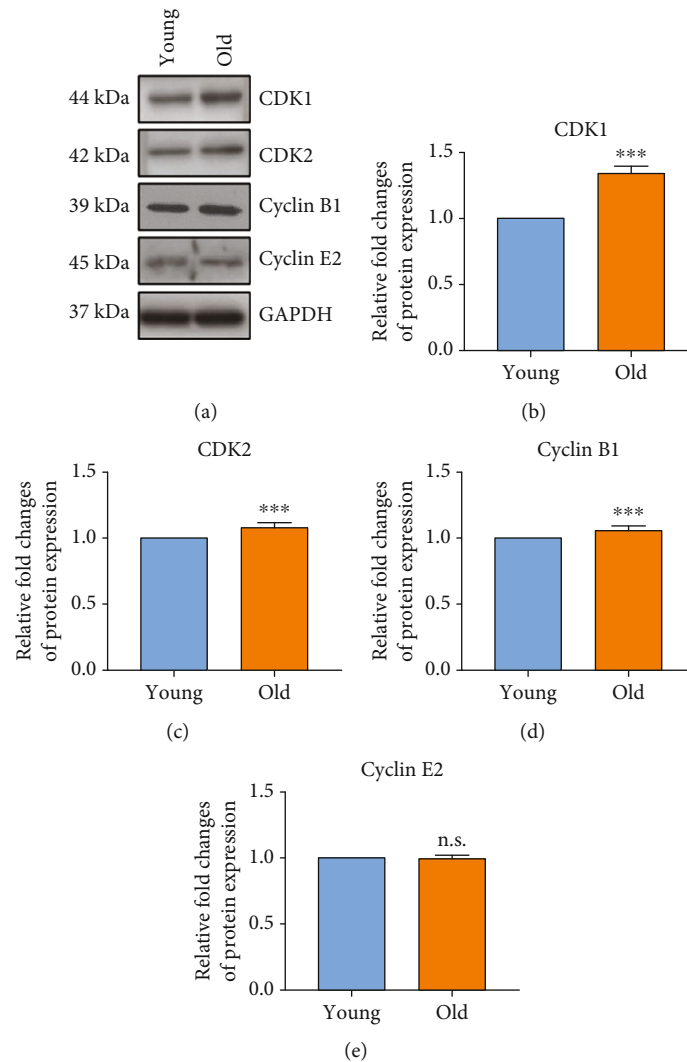 Young Old
44 kDa CDK1
42 kDa CDK2
39 kDa Cyclin B1
45 kDa Cyclin E2
37 kDa GAPDH
(a)
CDK1
Relative fold changes
of protein expression
1.5
1.0
0.5
0.0
***
Young Old
(b)
CDK2
Relative fold changes
of protein expression
1.5
1.0
0.5
0.0
***
Young Old
(c)
Cyclin B1
Relative fold changes
of protein expression
1.5
1.0
0.5
0.0
***
Young Old
(d)
Cyclin E2
Relative fold changes
of protein expression
1.5
1.0
0.5
0.0
n.s.
Young Old
(e)